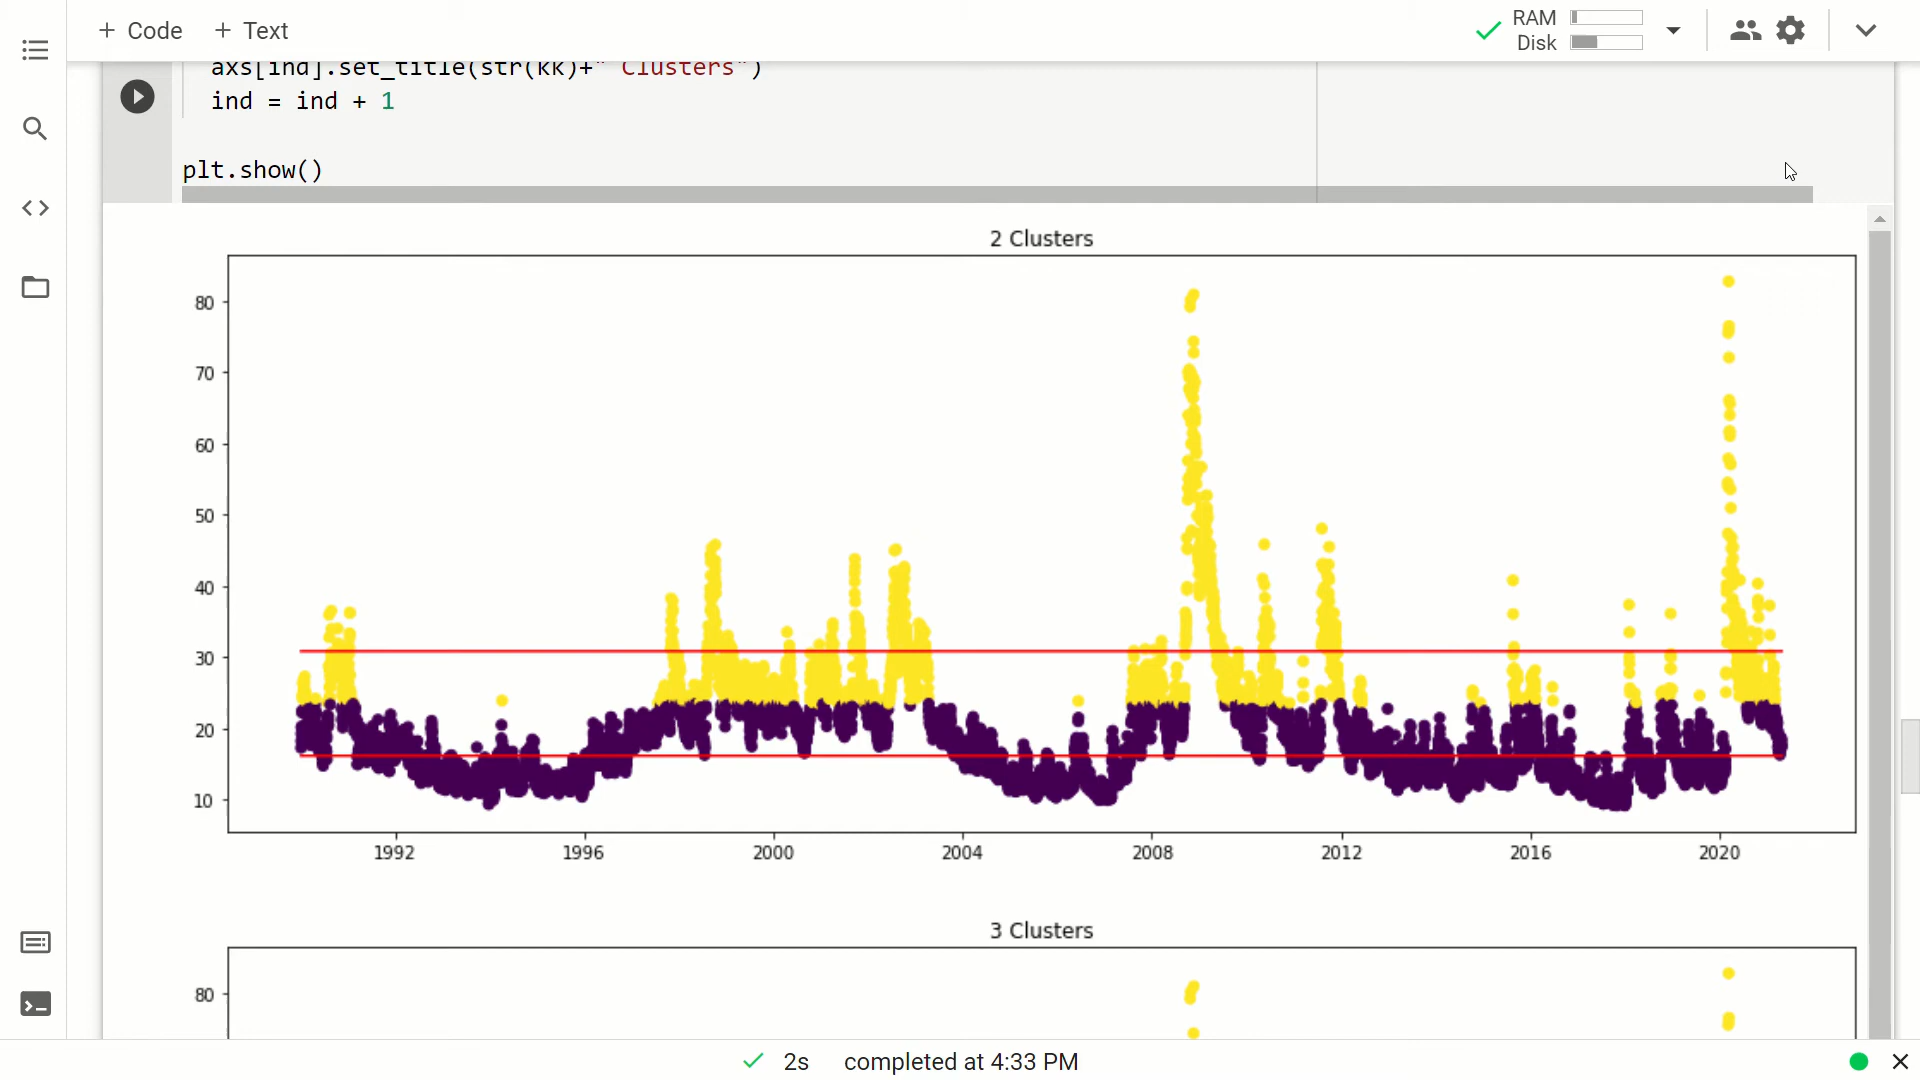 + Code + Text
RAM
Disk
axs[ind].set_title(str(kk)+" Clusters")
ind = ind + 1
plt.show()
2 Clusters
80
70
60
50
40
30
20
10
1992 1996 2000 2004 2008 2012 2016 2020
3 Clusters
80
2s completed at 4:33 PM